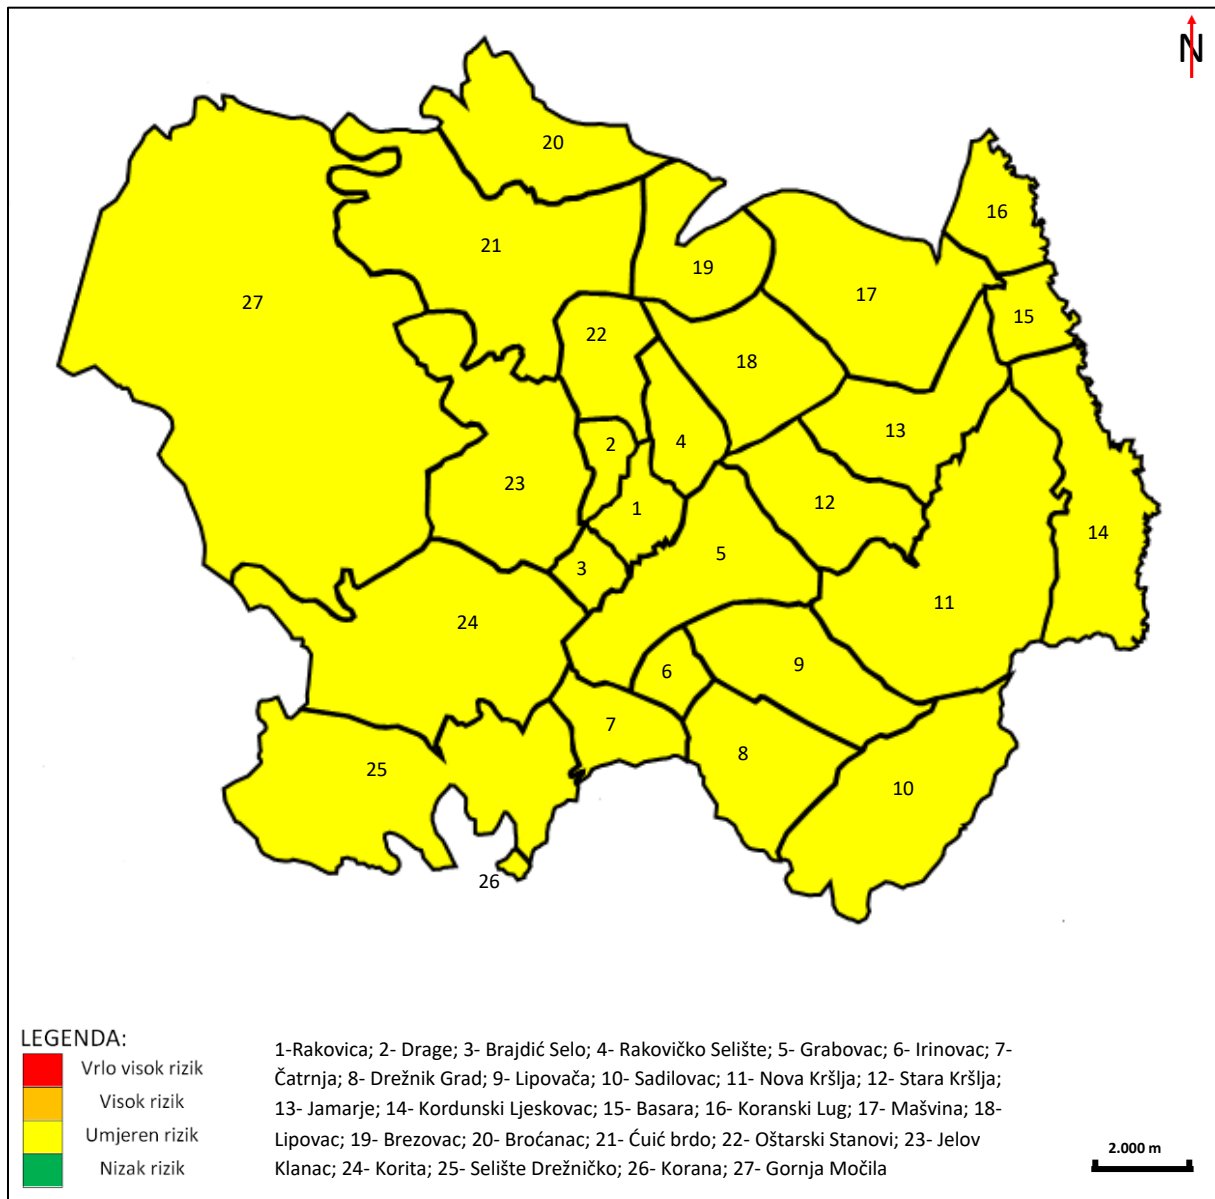 N
20
16
21
19
27
17
15
22
18
2
4
13
23
1
12
5
14
3
24
11
6
9
7
8
25
10
26
LEGENDA:
Vrlo visok rizik
Visok rizik
Umjeren rizik
Nizak rizik
1-Rakovica; 2- Drage; 3- Brajdić Selo; 4- Rakovičko Selište; 5- Grabovac; 6- Irinovac; 7-
Čatrnja; 8- Drežnik Grad; 9- Lipovača; 10- Sadilovac; 11- Nova Kršlja; 12- Stara Kršlja;
13- Jamarje; 14- Kordunski Ljeskovac; 15- Basara; 16- Koranski Lug; 17- Mašvina; 18-
Lipovac; 19- Brezovac; 20- Broćanac; 21- Ćuić brdo; 22- Oštarski Stanovi; 23- Jelov
Klanac; 24- Korita; 25- Selište Drežničko; 26- Korana; 27- Gornja Močila
2.000 m